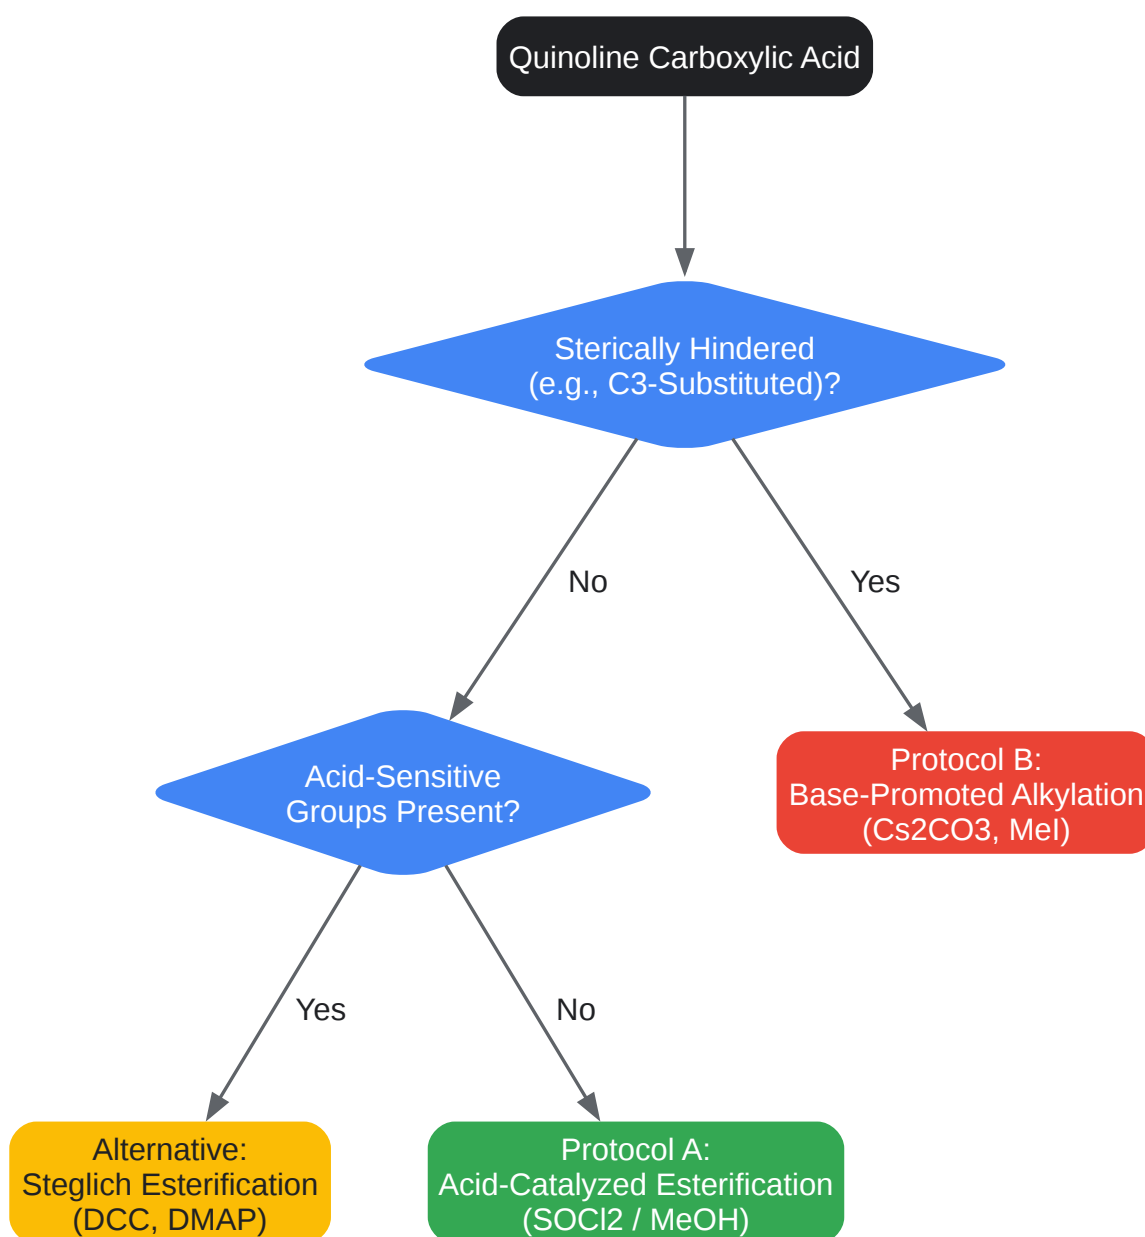 Quinoline Carboxylic Acid
Sterically Hindered
(e.g., C3-Substituted)?
No
Yes
Acid-Sensitive
Groups Present?
Protocol B:
Base-Promoted Alkylation
(Cs2CO3, MeI)
Yes
No
Alternative:
Steglich Esterification
(DCC, DMAP)
Protocol A:
Acid-Catalyzed Esterification
(SOCl2 / MeOH)